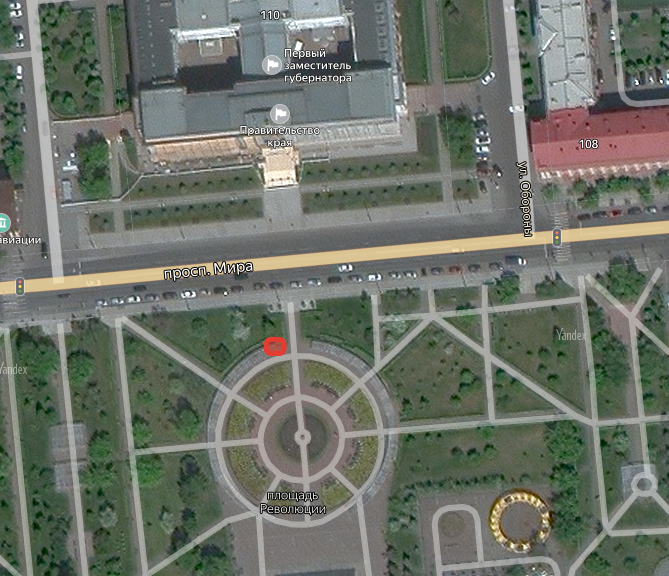 110
Первый
заместитель
губернатора
Правительство
края
108
ул. Обороны
авиации
просп. Мира
Yandex
Yandex
площадь
Революции